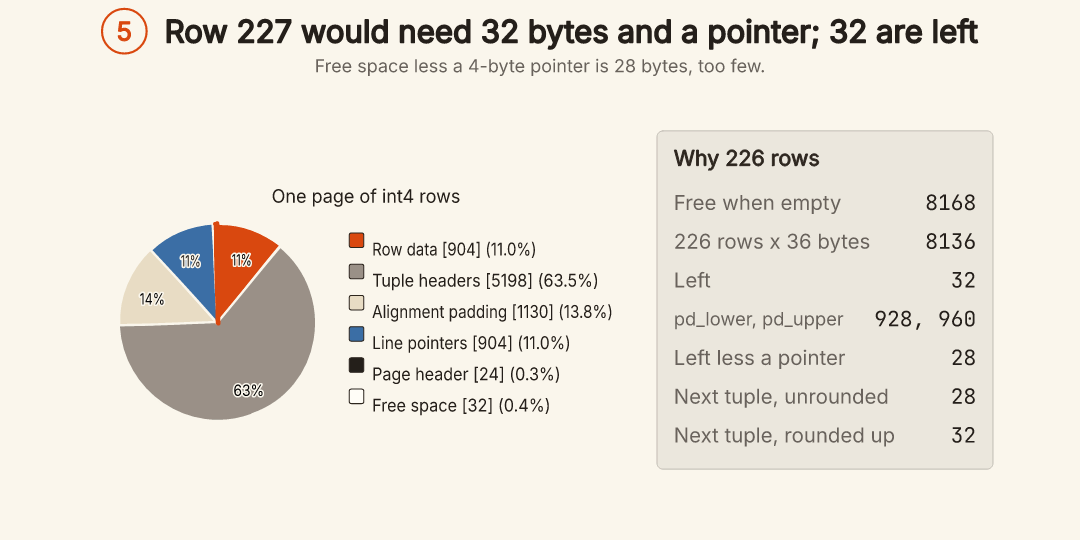 5 Row 227 would need 32 bytes and a pointer; 32 are left
Free space less a 4-byte pointer is 28 bytes, too few.
One page of int4 rows
11%
11%
14%
63%
Row data [904] (11.0%)
Tuple headers [5198] (63.5%)
Alignment padding [1130] (13.8%)
Line pointers [904] (11.0%)
Page header [24] (0.3%)
Free space [32] (0.4%)
Why 226 rows
Free when empty 8168
226 rows x 36 bytes 8136
Left 32
pd_lower, pd_upper 928, 960
Left less a pointer 28
Next tuple, unrounded 28
Next tuple, rounded up 32